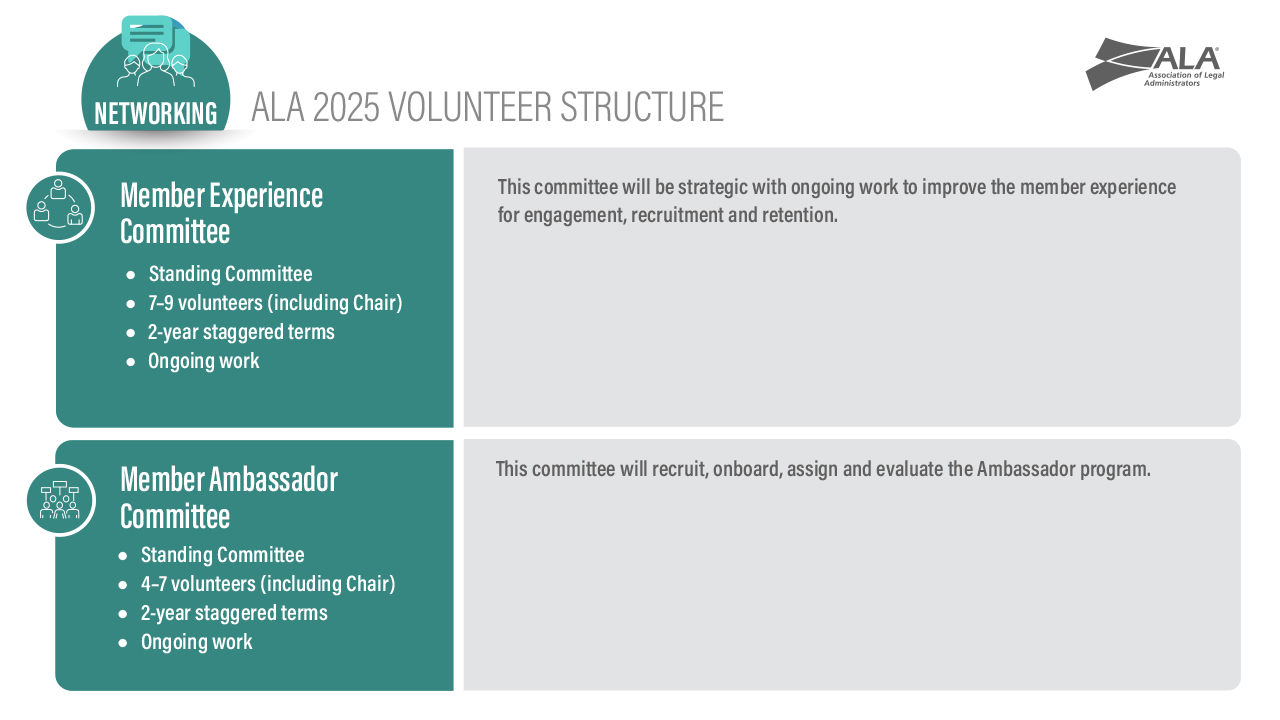 NETWORKING
ALA 2025 VOLUNTEER STRUCTURE
ALA®
Association of Legal
Administrators
Member Experience
Committee
● Standing Committee
● 7–9 volunteers (including Chair)
● 2-year staggered terms
● Ongoing work
This committee will be strategic with ongoing work to improve the member experience
for engagement, recruitment and retention.
Member Ambassador
Committee
● Standing Committee
● 4–7 volunteers (including Chair)
● 2-year staggered terms
● Ongoing work
This committee will recruit, onboard, assign and evaluate the Ambassador program.